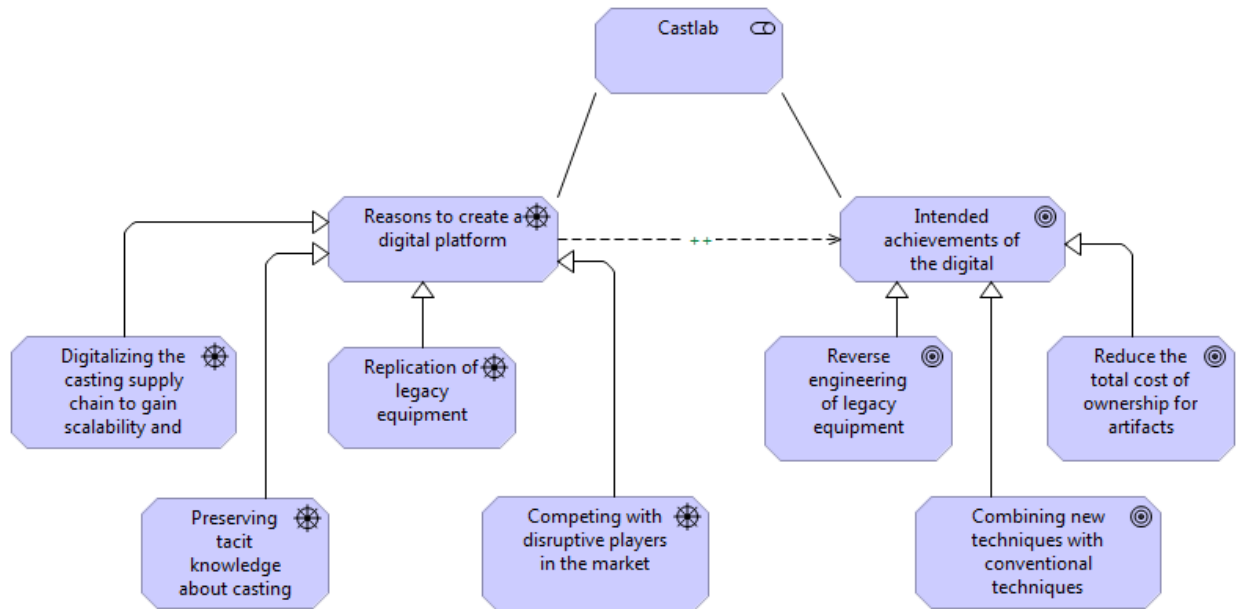 Castlab
Reasons to create a
digital platform
++
Intended
achievements of
the digital
Digitalizing the
casting supply
chain to gain
scalability and
Replication of
legacy
equipment
Reverse
engineering
of legacy
equipment
Reduce the
total cost of
ownership for
artifacts
Preserving
tacit
knowledge
about casting
Competing with
disruptive players
in the market
Combining new
techniques with
conventional
techniques